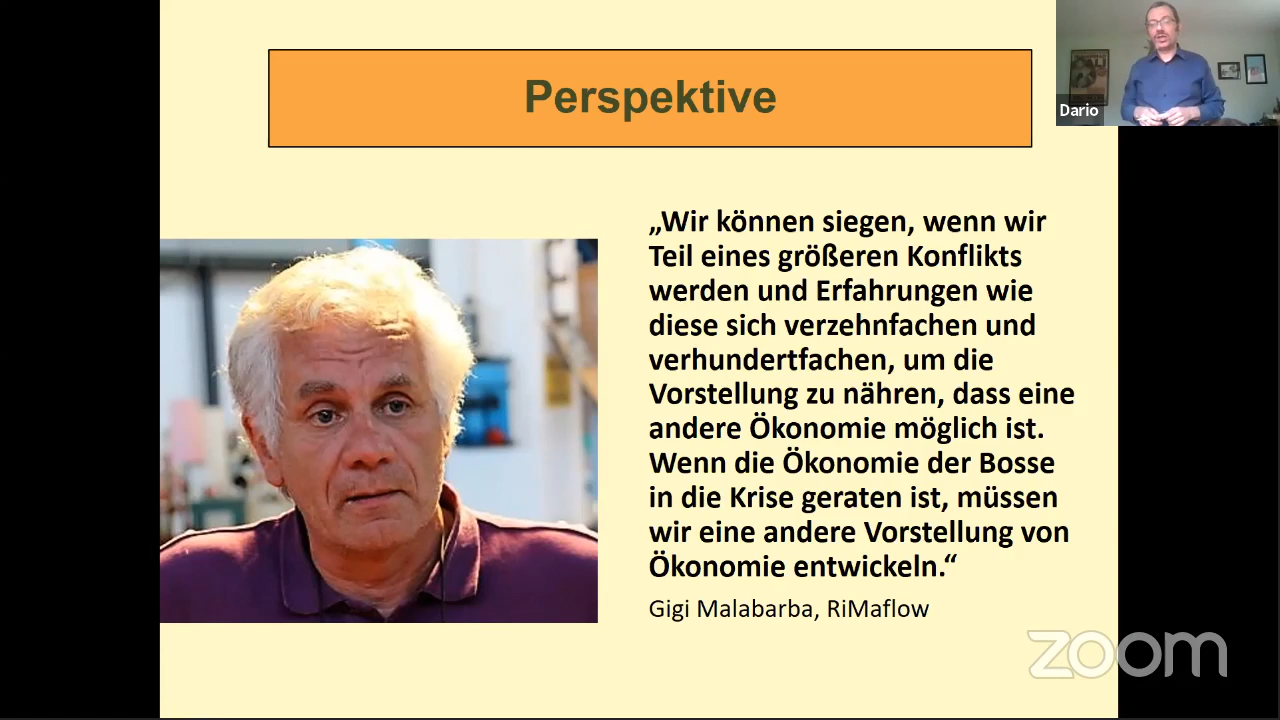 Perspektive
Dario
„Wir können siegen, wenn wir
Teil eines größeren Konflikts
werden und Erfahrungen wie
diese sich verzehnfachen und
verhundertfachen, um die
Vorstellung zu nähren, dass eine
andere Ökonomie möglich ist.
Wenn die Ökonomie der Bosse
in die Krise geraten ist, müssen
wir eine andere Vorstellung von
Ökonomie entwickeln.“
Gigi Malabarba, RiMaflow
zoom